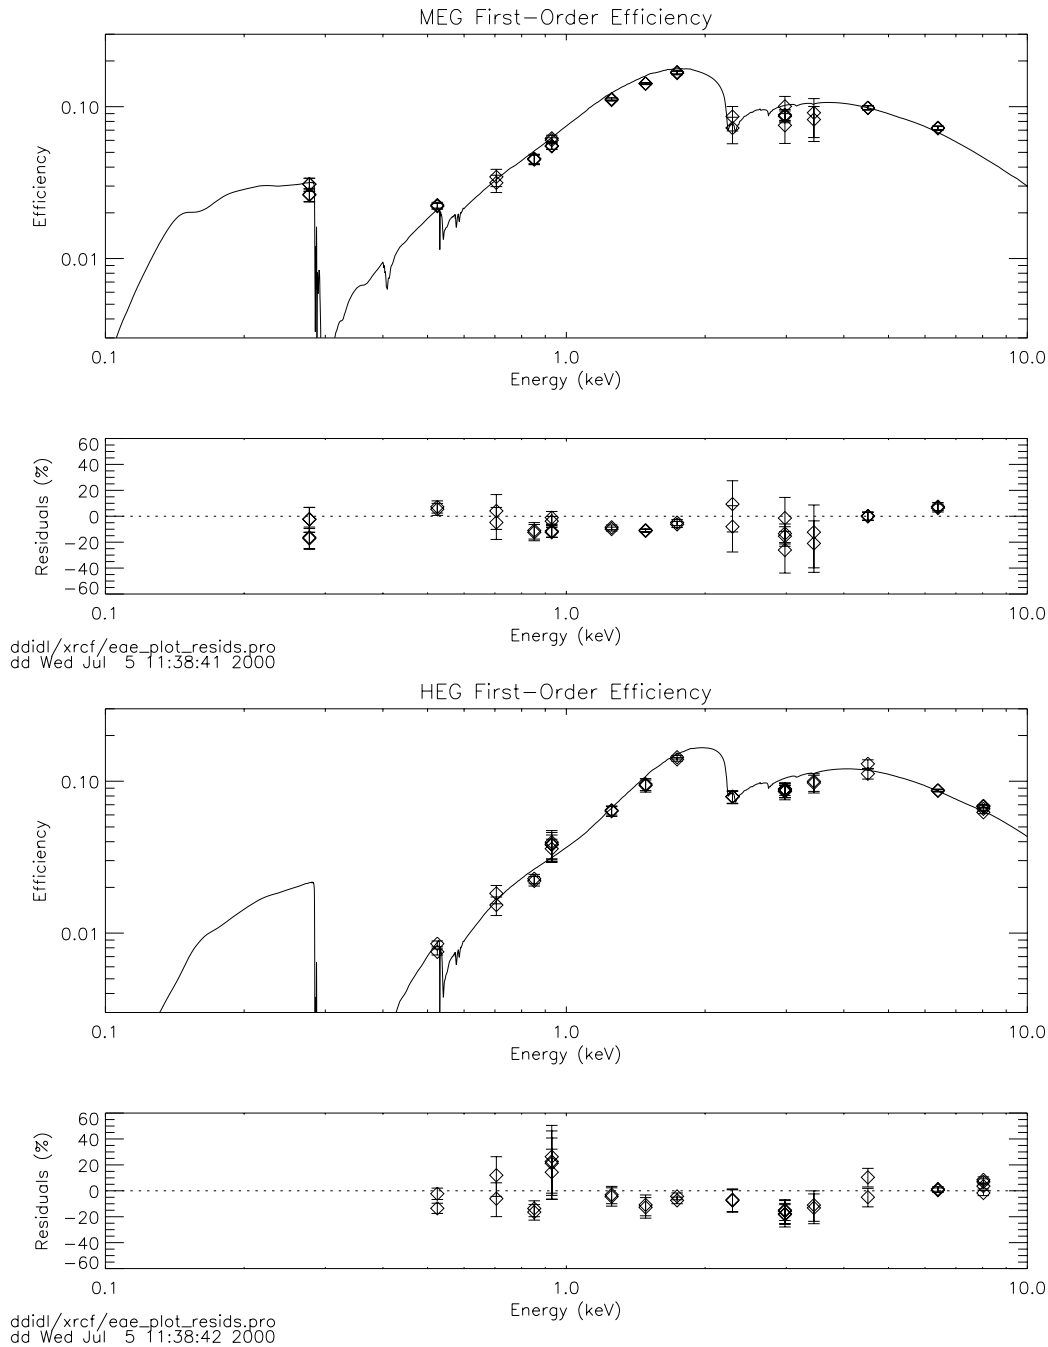 MEG First-Order Efficiency
Efficiency
0.10
0.01
0.1
1.0
10.0
Energy (keV)
Residuals (%)
60
40
20
0
-20
-40
-60
0.1
1.0
10.0
Energy (keV)
ddidl/xrcf/eae_plot_resids.pro
dd Wed Jul 5 11:38:41 2000
HEG First-Order Efficiency
Efficiency
0.10
0.01
0.1
1.0
10.0
Energy (keV)
Residuals (%)
60
40
20
0
-20
-40
-60
0.1
1.0
10.0
Energy (keV)
ddidl/xrcf/eae_plot_resids.pro
dd Wed Jul 5 11:38:42 2000